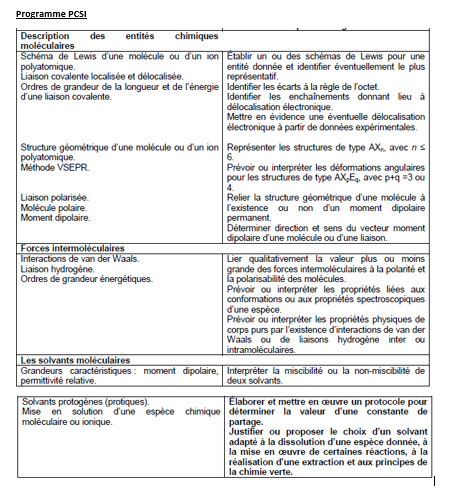 Programme PCSI
Description des entités chimiques
moléculaires
Schéma de Lewis d'une molécule ou d'un ion
polyatomique.
Liaison covalente localisée et délocalisée.
Ordres de grandeur de la longueur et de l'énergie
d'une liaison covalente.
Établir un ou des schémas de Lewis pour une
entité donnée et identifier éventuellement le plus
représentatif.
Identifier les écarts à la règle de l'octet.
Identifier les enchaînements donnant lieu à
délocalisation électronique.
Mettre en évidence une éventuelle délocalisation
électronique à partir de données expérimentales.
Structure géométrique d'une molécule ou d'un ion
polyatomique.
Méthode VSEPR.
Liaison polarisée.
Molécule polaire.
Moment dipolaire.
Représenter les structures de type AXn, avec n ≤
6.
Prévoir ou interpréter les déformations angulaires
pour les structures de type AXpEq, avec p+q =3 ou
4.
Relier la structure géométrique d'une molécule à
l'existence ou non d'un moment dipolaire
permanent.
Déterminer direction et sens du vecteur moment
dipolaire d'une molécule ou d'une liaison.
Forces intermoléculaires
Interactions de van der Waals.
Liaison hydrogène.
Ordres de grandeur énergétiques.
Lier qualitativement la valeur plus ou moins
grande des forces intermoléculaires à la polarité et
la polarisabilité des molécules.
Prévoir ou interpréter les propriétés liées aux
conformations ou aux propriétés spectroscopiques
d'une espèce.
Prévoir ou interpréter les propriétés physiques de
corps purs par l'existence d'interactions de van der
Waals ou de liaisons hydrogène inter ou
intramoléculaires.
Les solvants moléculaires
Grandeurs caractéristiques : moment dipolaire,
permittivité relative.
Interpréter la miscibilité ou la non-miscibilité de
deux solvants.
Solvants protogènes (protiques).
Mise en solution d'une espèce chimique
moléculaire ou ionique.
Élaborer et mettre en œuvre un protocole pour
déterminer la valeur d'une constante de
partage.
Justifier ou proposer le choix d'un solvant
adapté à la dissolution d'une espèce donnée, à
la mise en œuvre de certaines réactions, à la
réalisation d'une extraction et aux principes de
la chimie verte.